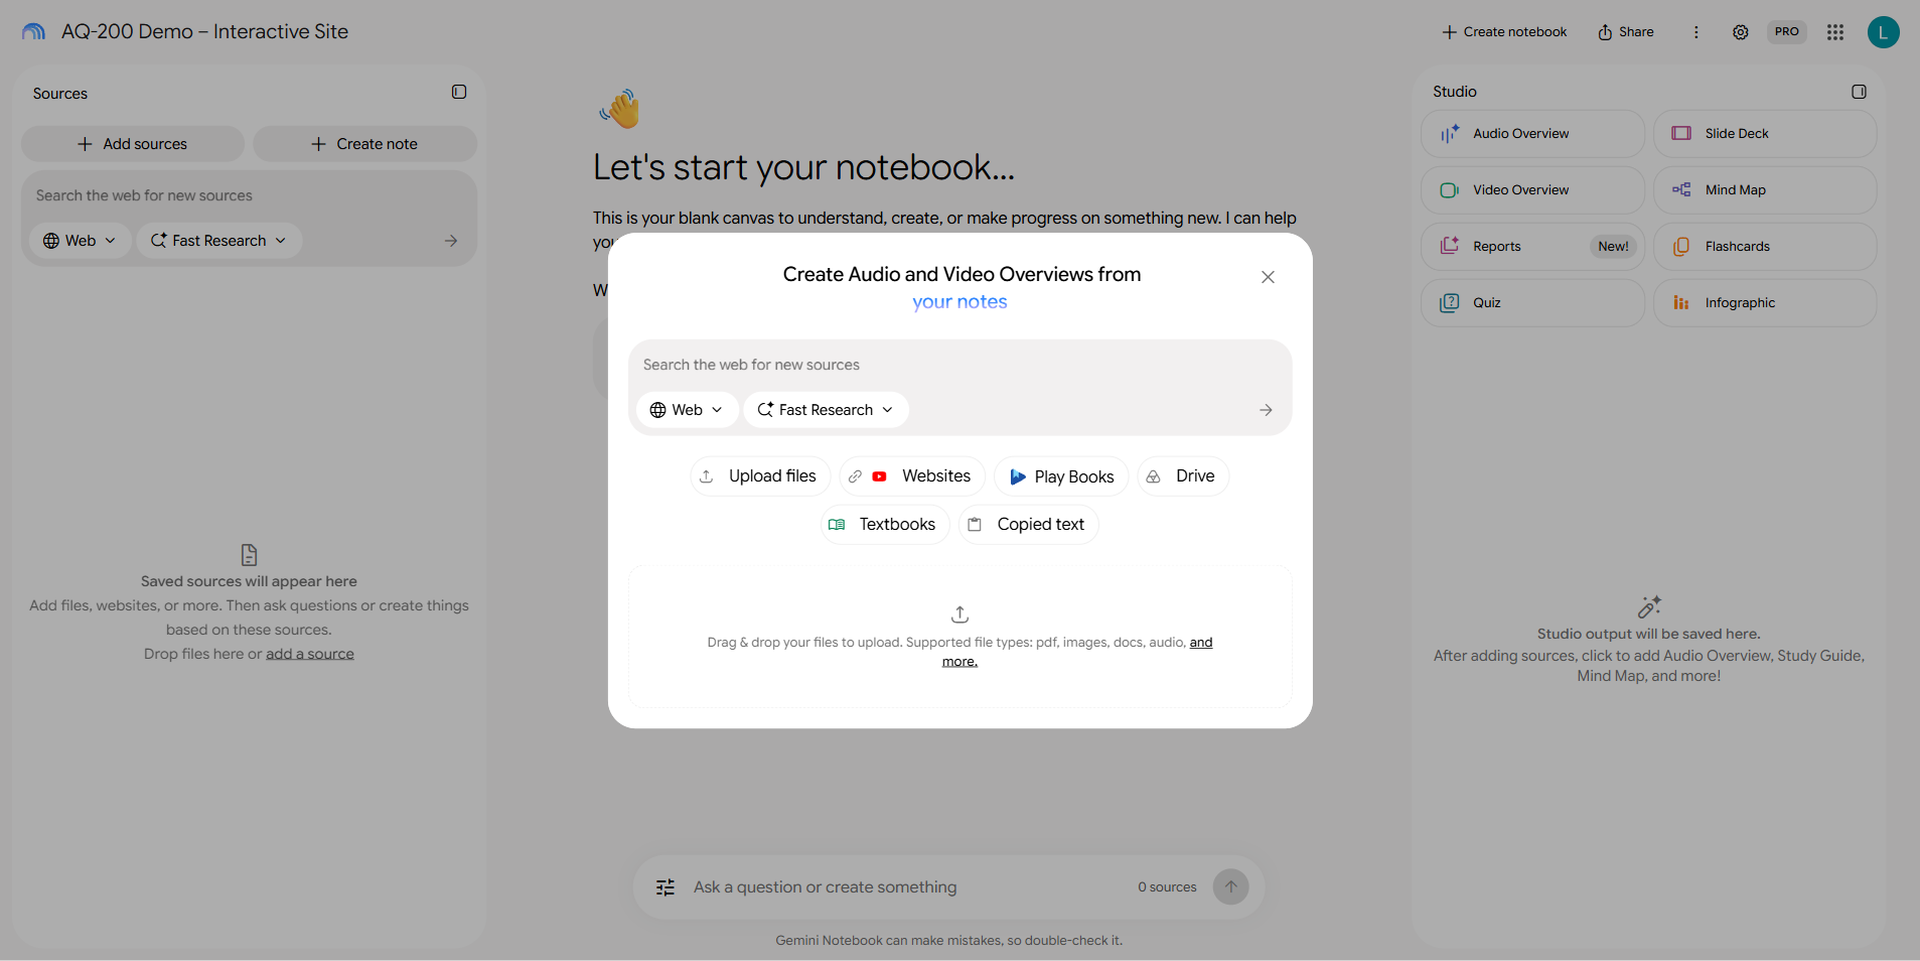 AQ-200 Demo – Interactive Site
Create notebook
Share
PRO
L
Sources
Add sources
Create note
Search the web for new sources
Web
Fast Research
Saved sources will appear here
Add files, websites, or more. Then ask questions or create things
based on these sources.
Drop files here or add a source
Let's start your notebook...
This is your blank canvas to understand, create, or make progress on something new. I can help
Create Audio and Video Overviews from
your notes
Search the web for new sources
Web
Fast Research
Upload files
Websites
Play Books
Drive
Textbooks
Copied text
Drag & drop your files to upload. Supported file types: pdf, images, docs, audio, and
more.
Ask a question or create something
0 sources
Gemini Notebook can make mistakes, so double-check it.
Studio
Audio Overview
Slide Deck
Video Overview
Mind Map
Reports
New!
Flashcards
Quiz
Infographic
Studio output will be saved here.
After adding sources, click to add Audio Overview, Study Guide,
Mind Map, and more!